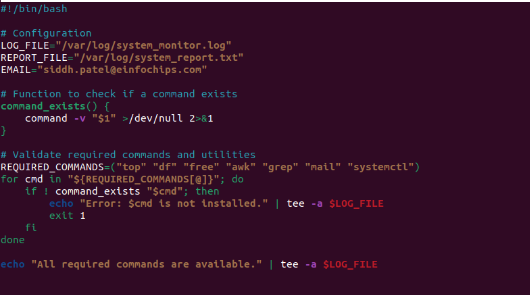 #!/bin/bash

# Configuration
LOG_FILE="/var/log/system_monitor.log"
REPORT_FILE="/var/log/system_report.txt"
EMAIL="siddh.patel@einfochips.com"

# Function to check if a command exists
command_exists() {
    command -v "$1" >/dev/null 2>&1
}

# Validate required commands and utilities
REQUIRED_COMMANDS=("top" "df" "free" "awk" "grep" "mail" "systemctl")
for cmd in "${REQUIRED_COMMANDS[@]}"; do
    if ! command_exists "$cmd"; then
        echo "Error: $cmd is not installed." | tee -a $LOG_FILE
        exit 1
    fi
done

echo "All required commands are available." | tee -a $LOG_FILE